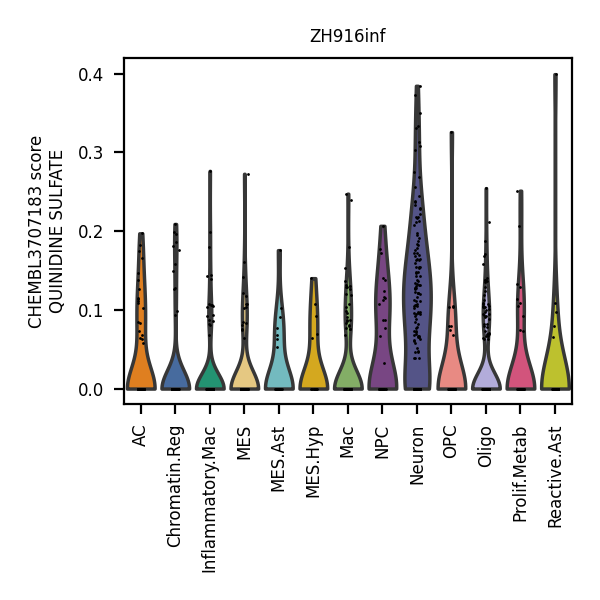 ZH916inf
CHEMBL3707183 score
QUINIDINE SULFATE
0.4
0.3
0.2
0.1
0.0
AC
Chromatin.Reg
Inflammatory.Mac
MES
MES.Ast
MES.Hyp
Mac
NPC
Neuron
OPC
Oligo
Prolif.Metab
Reactive.Ast